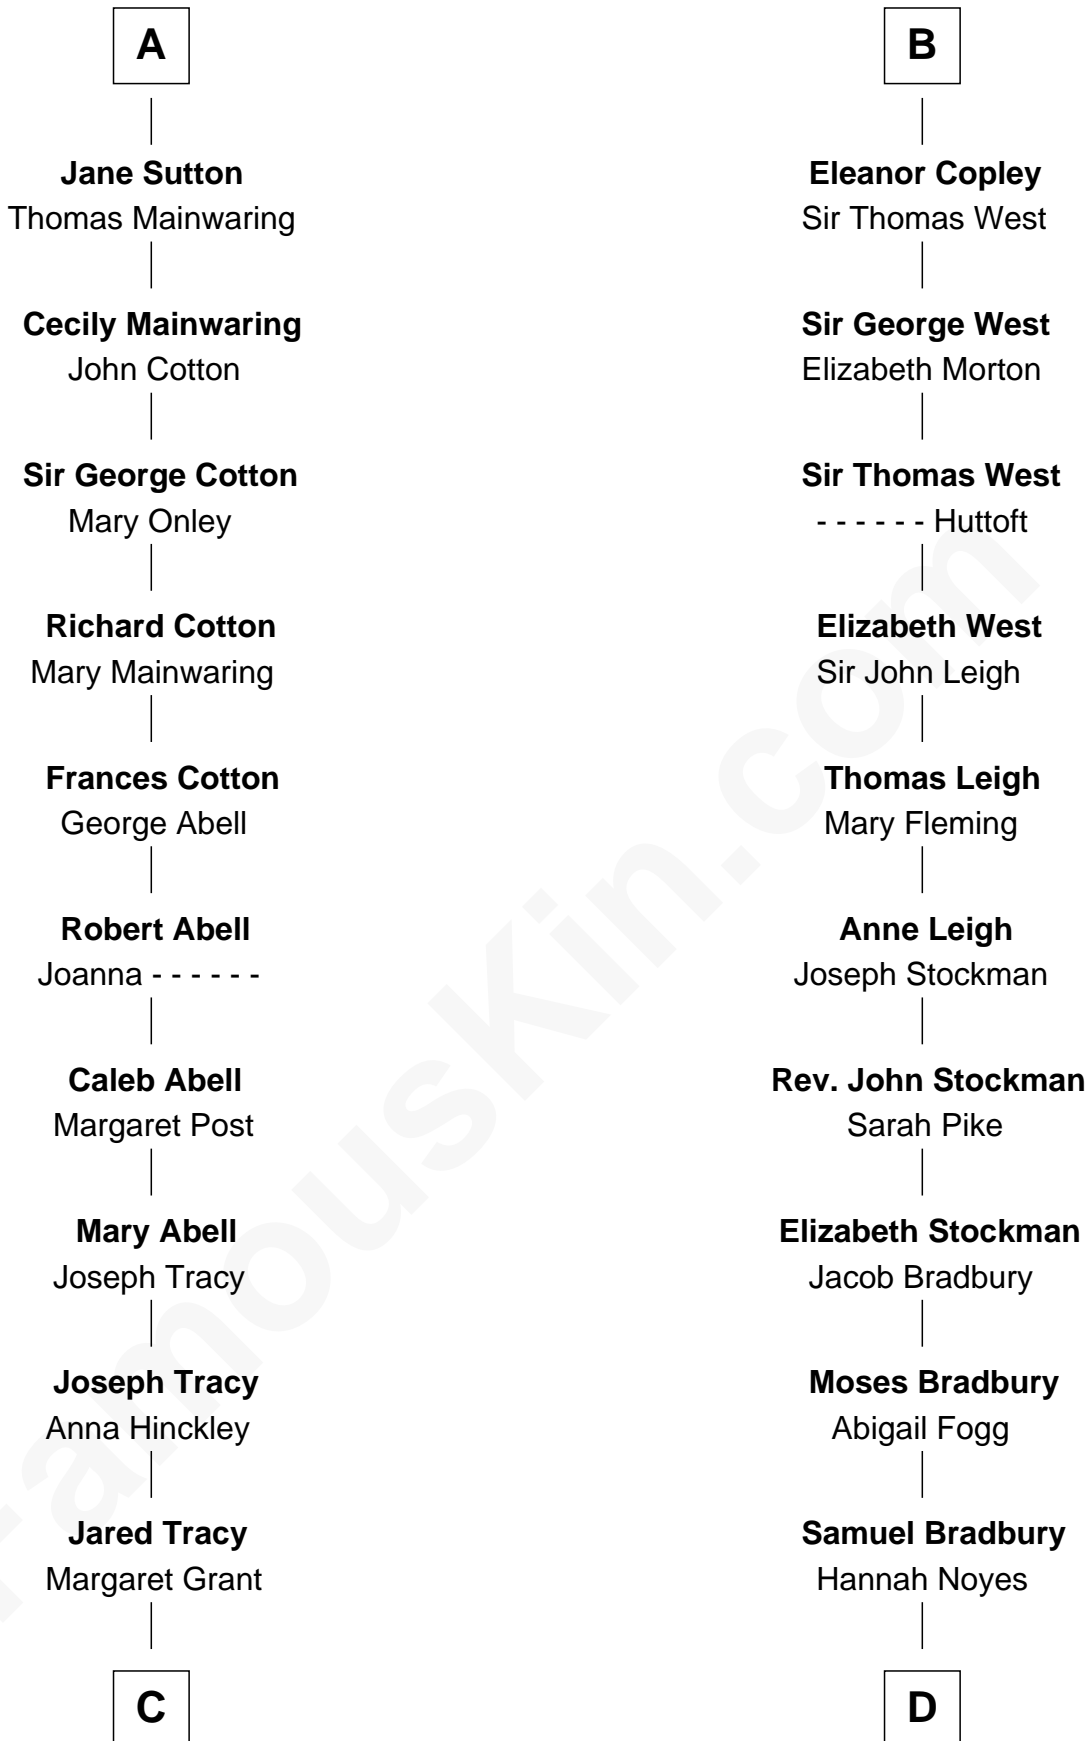 A
Jane Sutton
Thomas Mainwaring
Cecily Mainwaring
John Cotton
Sir George Cotton
Mary Onley
Richard Cotton
Mary Mainwaring
Frances Cotton
George Abell
Robert Abell
Joanna - - - - - -
Caleb Abell
Margaret Post
Mary Abell
Joseph Tracy
Joseph Tracy
Anna Hinckley
Jared Tracy
Margaret Grant
C
B
Eleanor Copley
Sir Thomas West
Sir George West
Elizabeth Morton
Sir Thomas West
- - - - - - Huttoft
Elizabeth West
Sir John Leigh
Thomas Leigh
Mary Fleming
Anne Leigh
Joseph Stockman
Rev. John Stockman
Sarah Pike
Elizabeth Stockman
Jacob Bradbury
Moses Bradbury
Abigail Fogg
Samuel Bradbury
Hannah Noyes
D
FamousKin.com